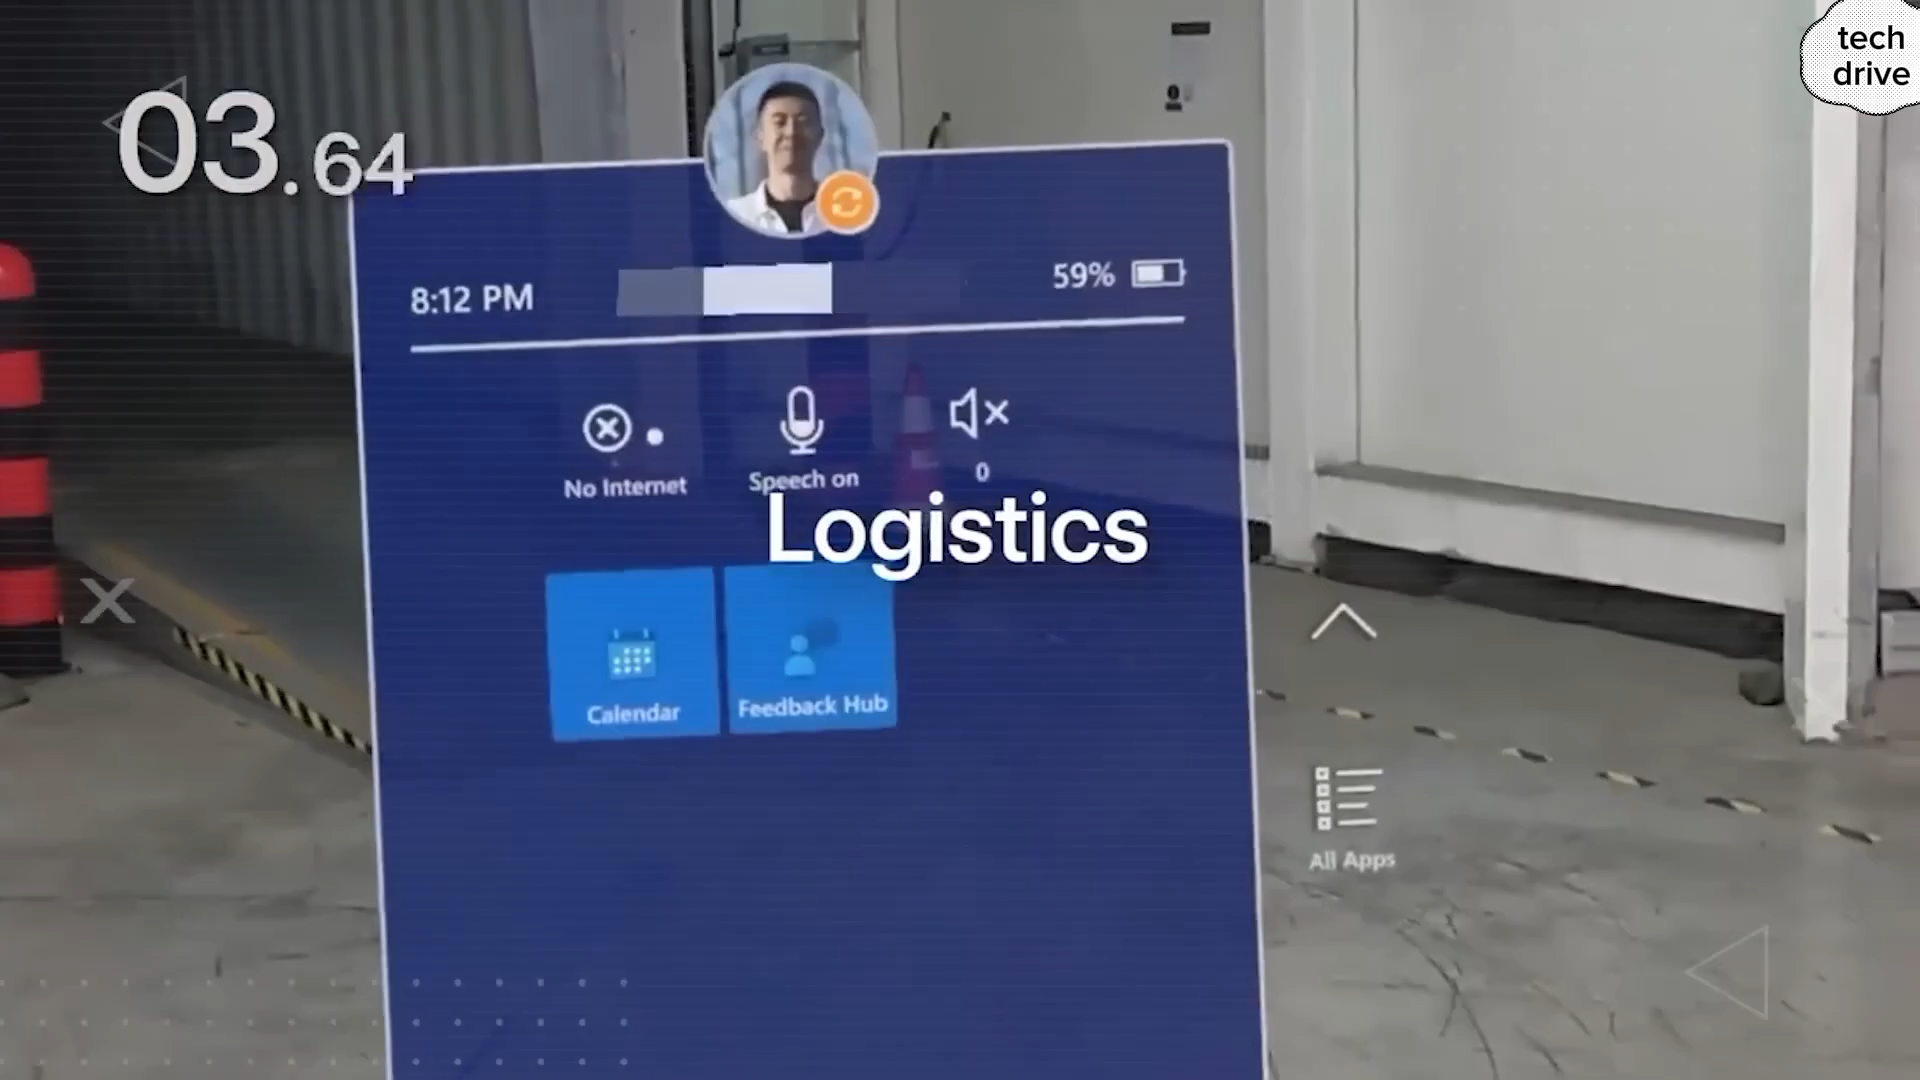 tech
drive
03.64
8:12 PM
59%
No Internet
Speech on
0
Logistics
Calendar
Feedback Hub
All Apps